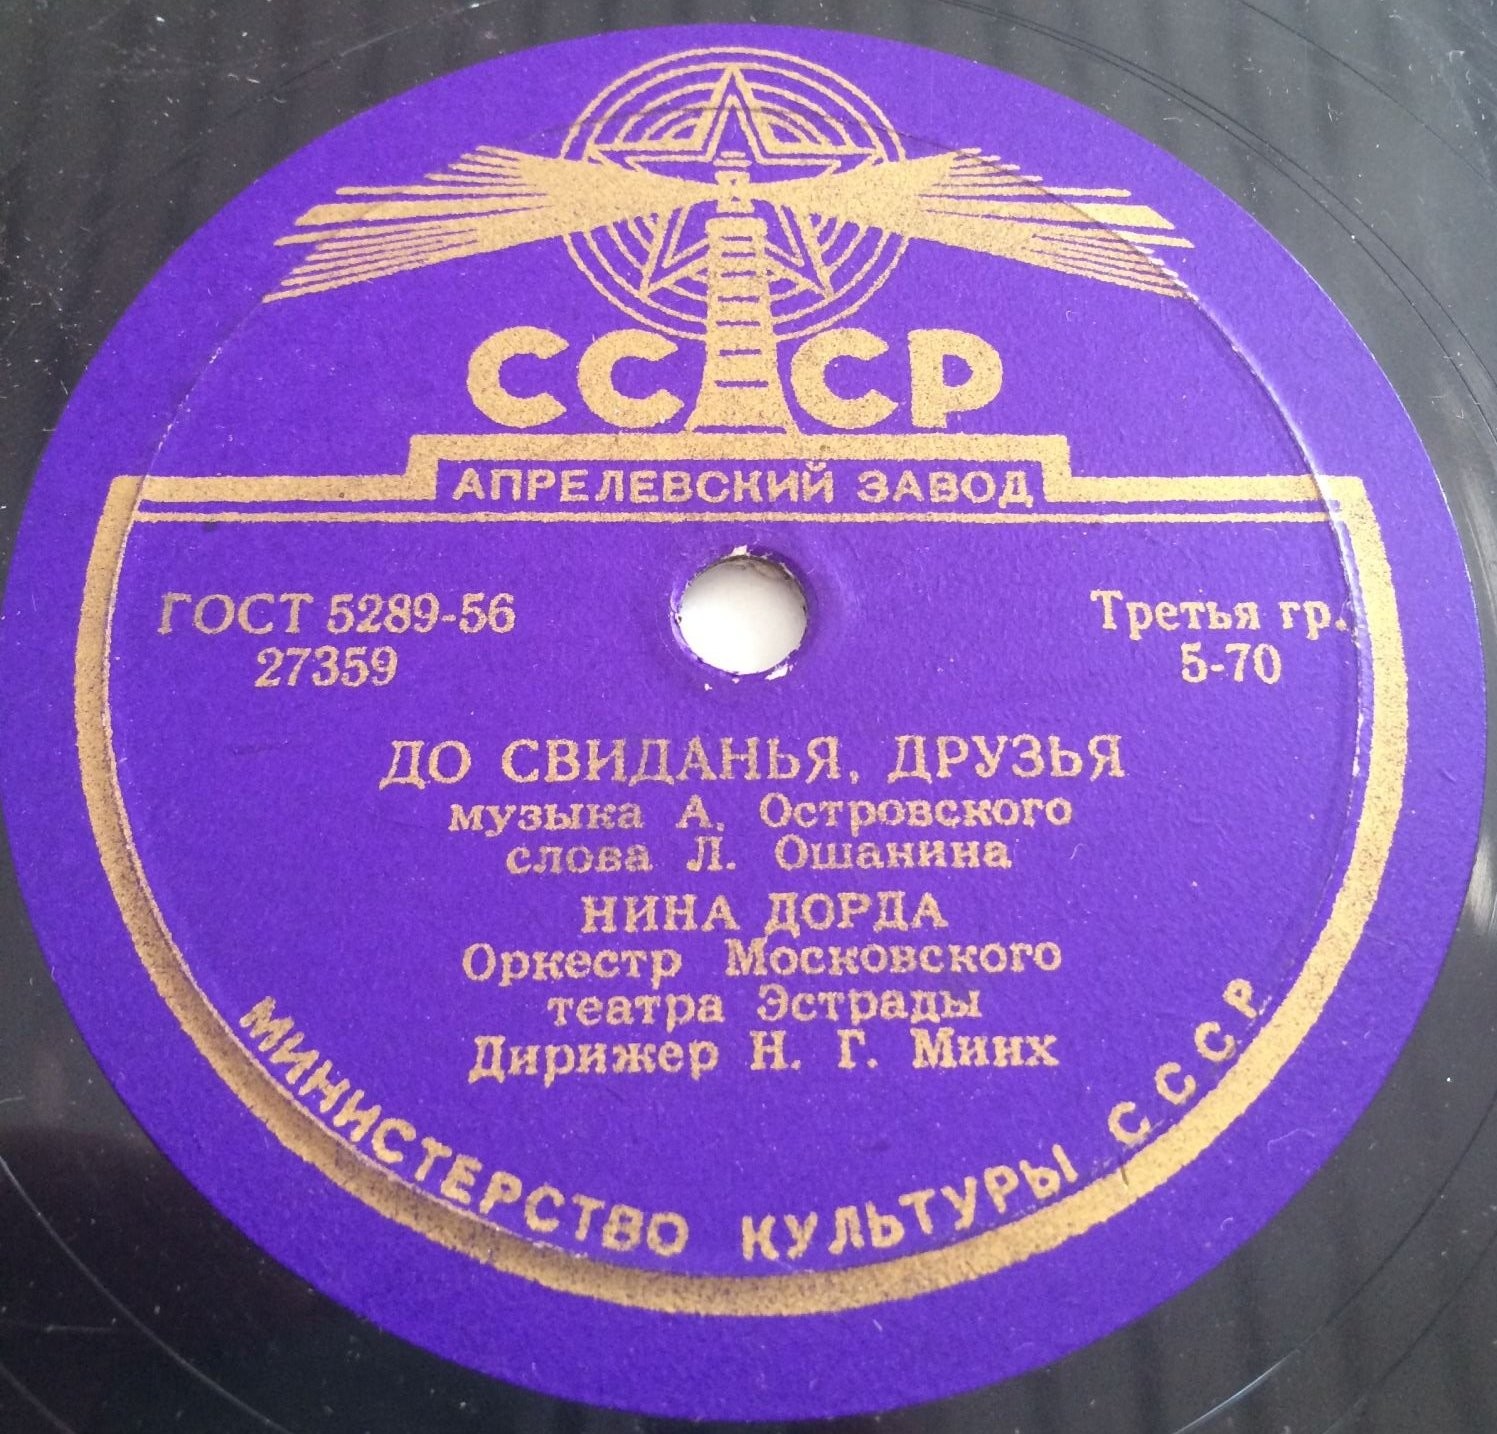 СССР
АПРЕЛЕВСКИЙ ЗАВОД
ГОСТ 5289-56
27359
Третья гр.
5-70
ДО СВИДАНЬЯ, ДРУЗЬЯ
музыка А. Островского
слова Л. Ошанина
НИНА ДОРДА
Оркестр Московского
театра Эстрады
Дирижер Н. Г. Минх
МИНИСТЕРСТВО КУЛЬТУРЫ СССР